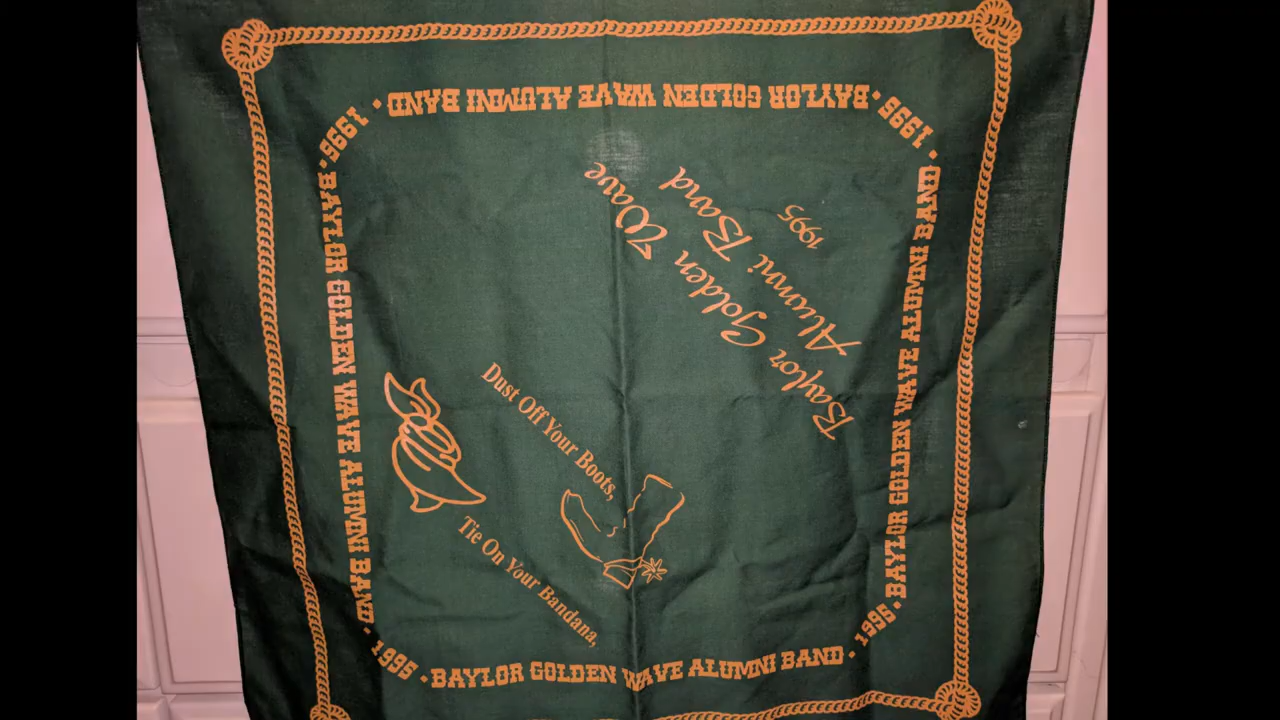 BAYLOR GOLDEN WAVE ALUMNI BAND • 1995 •
BAYLOR GOLDEN WAVE ALUMNI BAND • 1995 •
BAYLOR GOLDEN WAVE ALUMNI BAND • 1995 •
BAYLOR GOLDEN WAVE ALUMNI BAND • 1995 •
Baylor Golden Wave
Alumni Band
1995
Dust Off Your Boots,
Tie On Your Bandana,